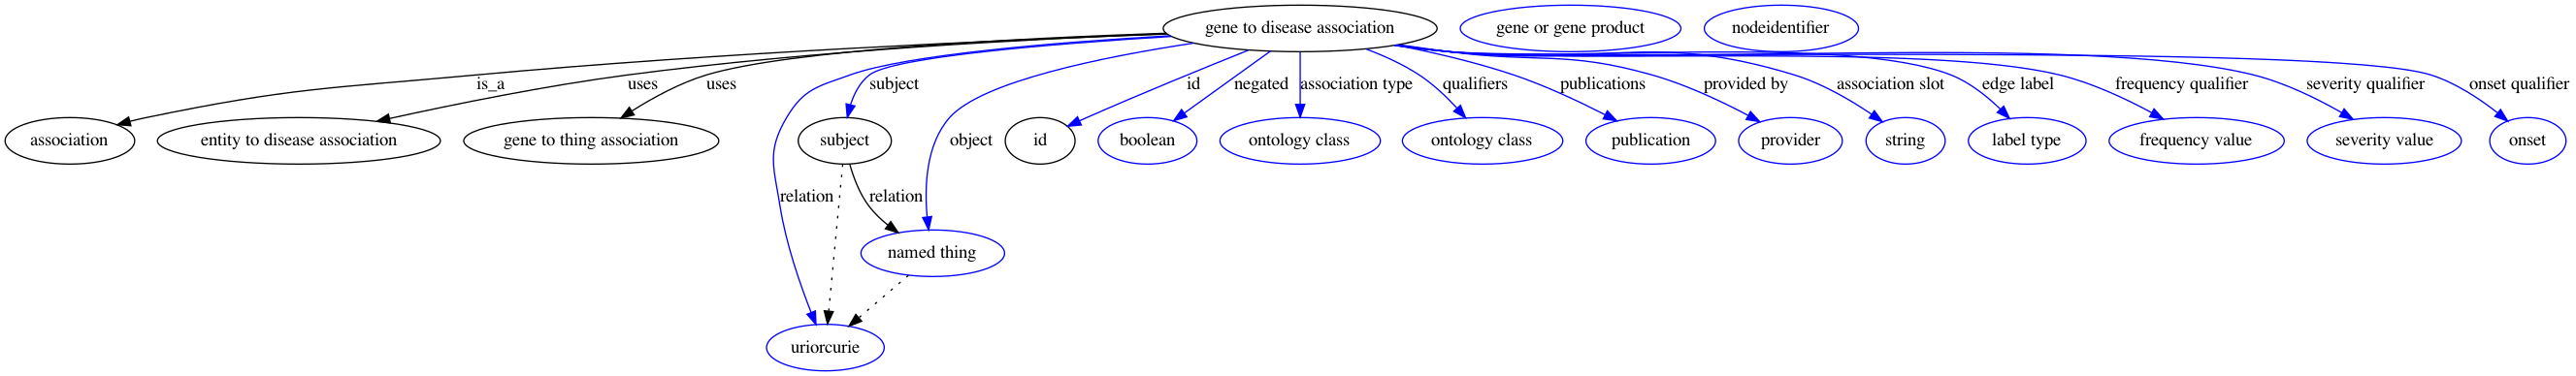 gene to disease association
gene or gene product
nodeidentifier
is_a
uses
uses
subject
id
negated
association type
qualifiers
publications
provided by
association slot
edge label
frequency qualifier
severity qualifier
onset qualifier
association
entity to disease association
gene to thing association
subject
object
id
boolean
ontology class
ontology class
publication
provider
string
label type
frequency value
severity value
onset
relation
relation
named thing
uriorcurie